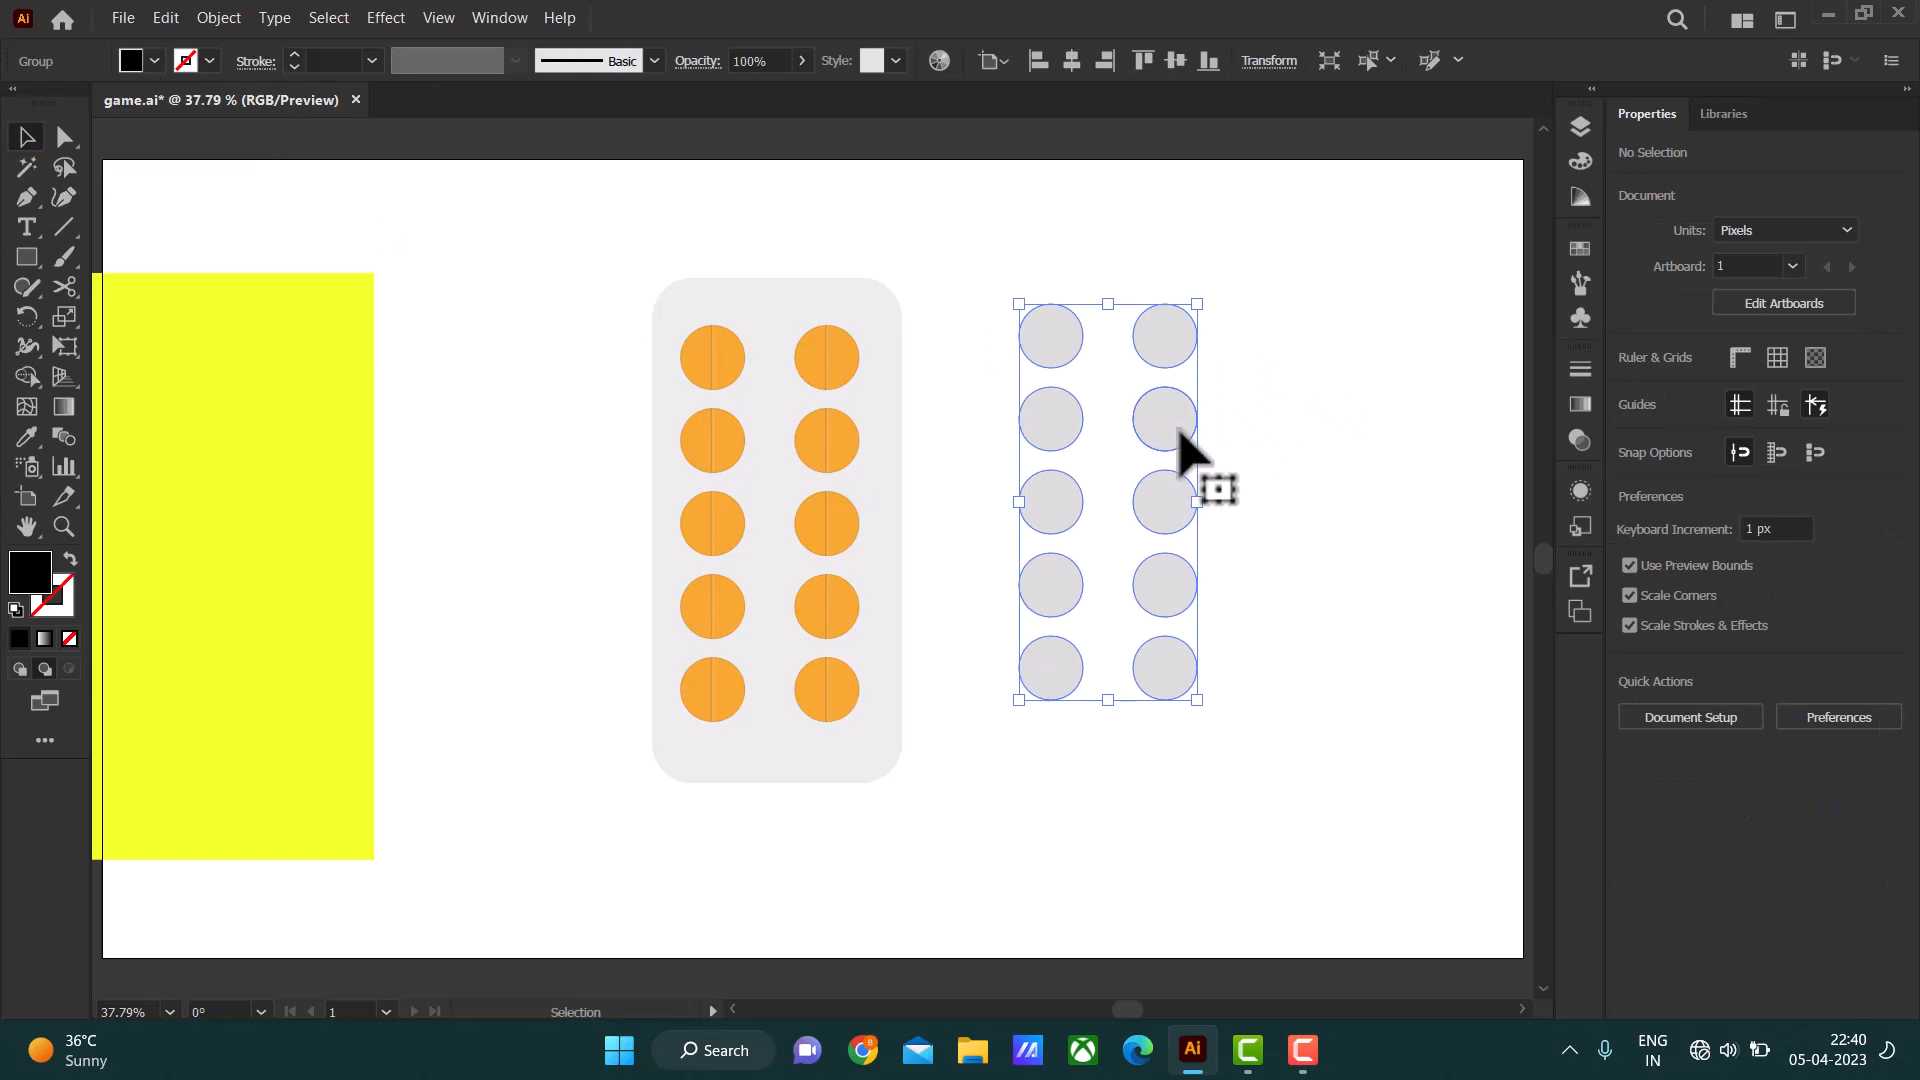 Ai File Edit Object Type Select Effect View Window Help
Group Stroke: Basic Opacity: 100% Style: Transform
game.ai* @ 37.79 % (RGB/Preview)
Properties Libraries
No Selection
Document
Units: Pixels
Artboard: 1
Edit Artboards
Ruler & Grids
Guides
Snap Options
Preferences
Keyboard Increment: 1 px
Use Preview Bounds
Scale Corners
Scale Strokes & Effects
Quick Actions
Document Setup Preferences
37.79% 0° 1 Selection
36°C
Sunny
Search
Ai
ENG
IN
22:40
05-04-2023